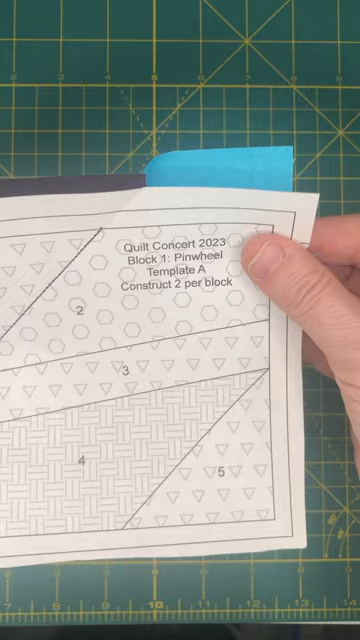 Quilt Concert 2023
Block 1: Pinwheel
Template A
Construct 2 per block
2
3
4
5